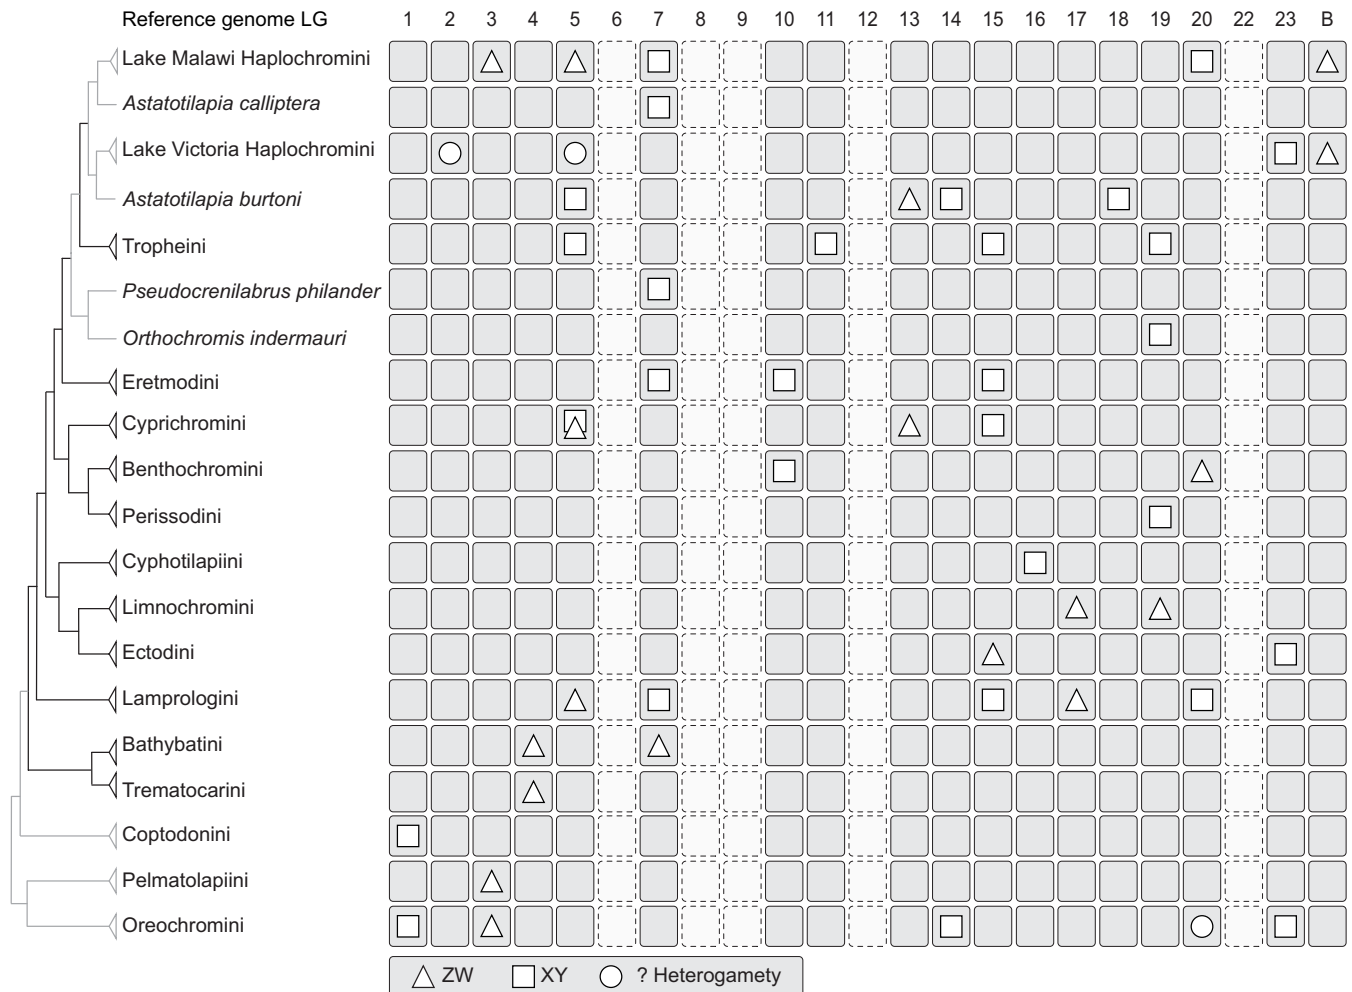 Reference genome LG 1 2 3 4 5 6 7 8 9 10 11 12 13 14 15 16 17 18 19 20 22 23 B
Lake Malawi Haplochromini
Astatotilapia calliptera
Lake Victoria Haplochromini
Astatotilapia burtoni
Tropheini
Pseudocrenilabrus philander
Orthochromis indermauri
Eretmodini
Cyprichromini
Benthochromini
Perissodini
Cyphotilapiini
Limnochromini
Ectodini
Lamprologini
Bathybatini
Trematocarini
Coptodonini
Pelmatolapiini
Oreochromini
ZW XY ? Heterogamety